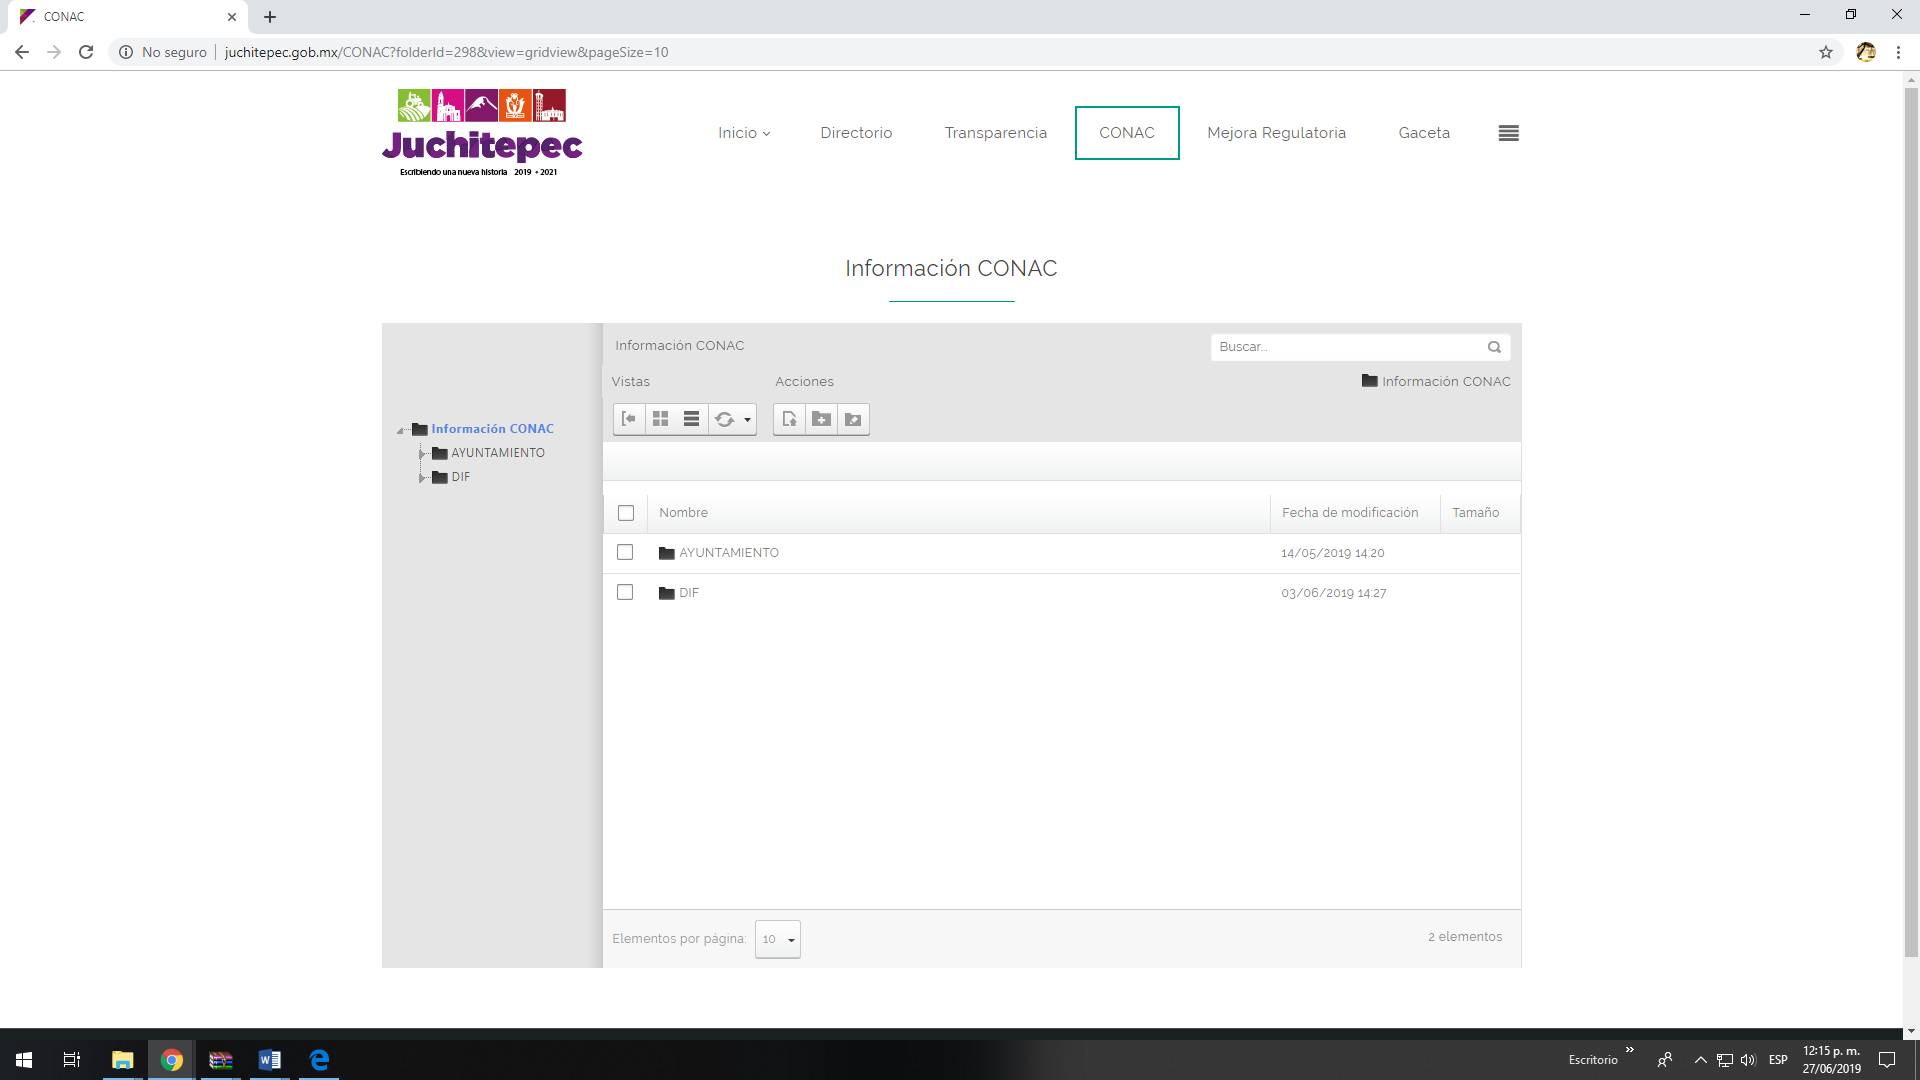 CONAC
No seguro
juchitepec.gob.mx/CONAC?folderId=298&view=gridview&pageSize=10
Juchitepec
Escribiendo una nueva historia 2019 • 2021
Inicio
Directorio
Transparencia
CONAC
Mejora Regulatoria
Gaceta
Información CONAC
Información CONAC
AYUNTAMIENTO
DIF
Información CONAC
Buscar...
Vistas
Acciones
Información CONAC
Nombre
Fecha de modificación
Tamaño
AYUNTAMIENTO
14/05/2019 14:20
DIF
03/06/2019 14:27
Elementos por página:
10
2 elementos
Escritorio
ESP
12:15 p. m.
27/06/2019